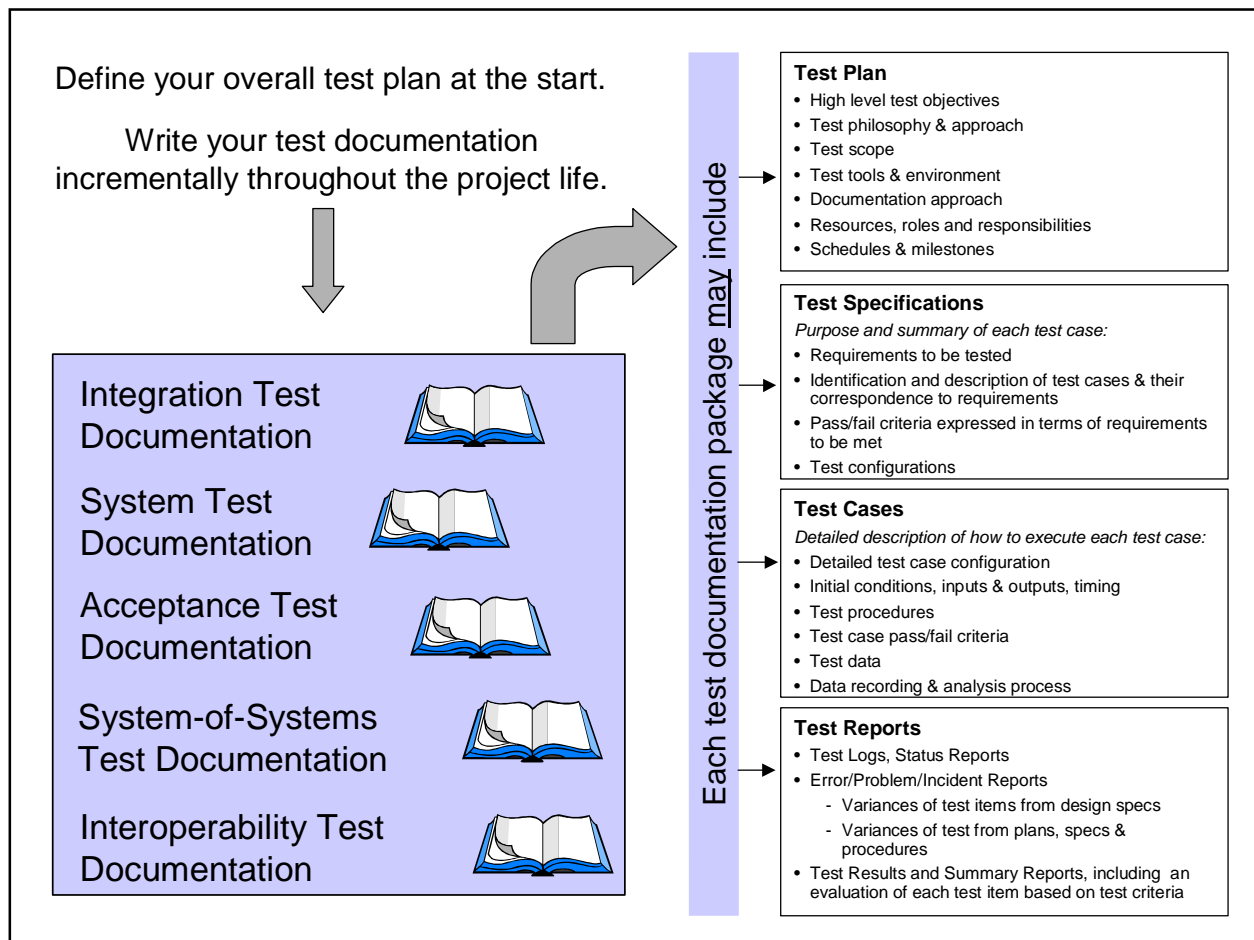 Define your overall test plan at the start.
Write your test documentation
incrementally throughout the project life.
Integration Test
Documentation
System Test
Documentation
Acceptance Test
Documentation
System-of-Systems
Test Documentation
Interoperability Test
Documentation
Each test documentation package may include
Test Plan
• High level test objectives
• Test philosophy & approach
• Test scope
• Test tools & environment
• Documentation approach
• Resources, roles and responsibilities
• Schedules & milestones
Test Specifications
Purpose and summary of each test case:
• Requirements to be tested
• Identification and description of test cases & their
correspondence to requirements
• Pass/fail criteria expressed in terms of requirements
to be met
• Test configurations
Test Cases
Detailed description of how to execute each test case:
• Detailed test case configuration
• Initial conditions, inputs & outputs, timing
• Test procedures
• Test case pass/fail criteria
• Test data
• Data recording & analysis process
Test Reports
• Test Logs, Status Reports
• Error/Problem/Incident Reports
- Variances of test items from design specs
- Variances of test from plans, specs &
procedures
• Test Results and Summary Reports, including an
evaluation of each test item based on test criteria